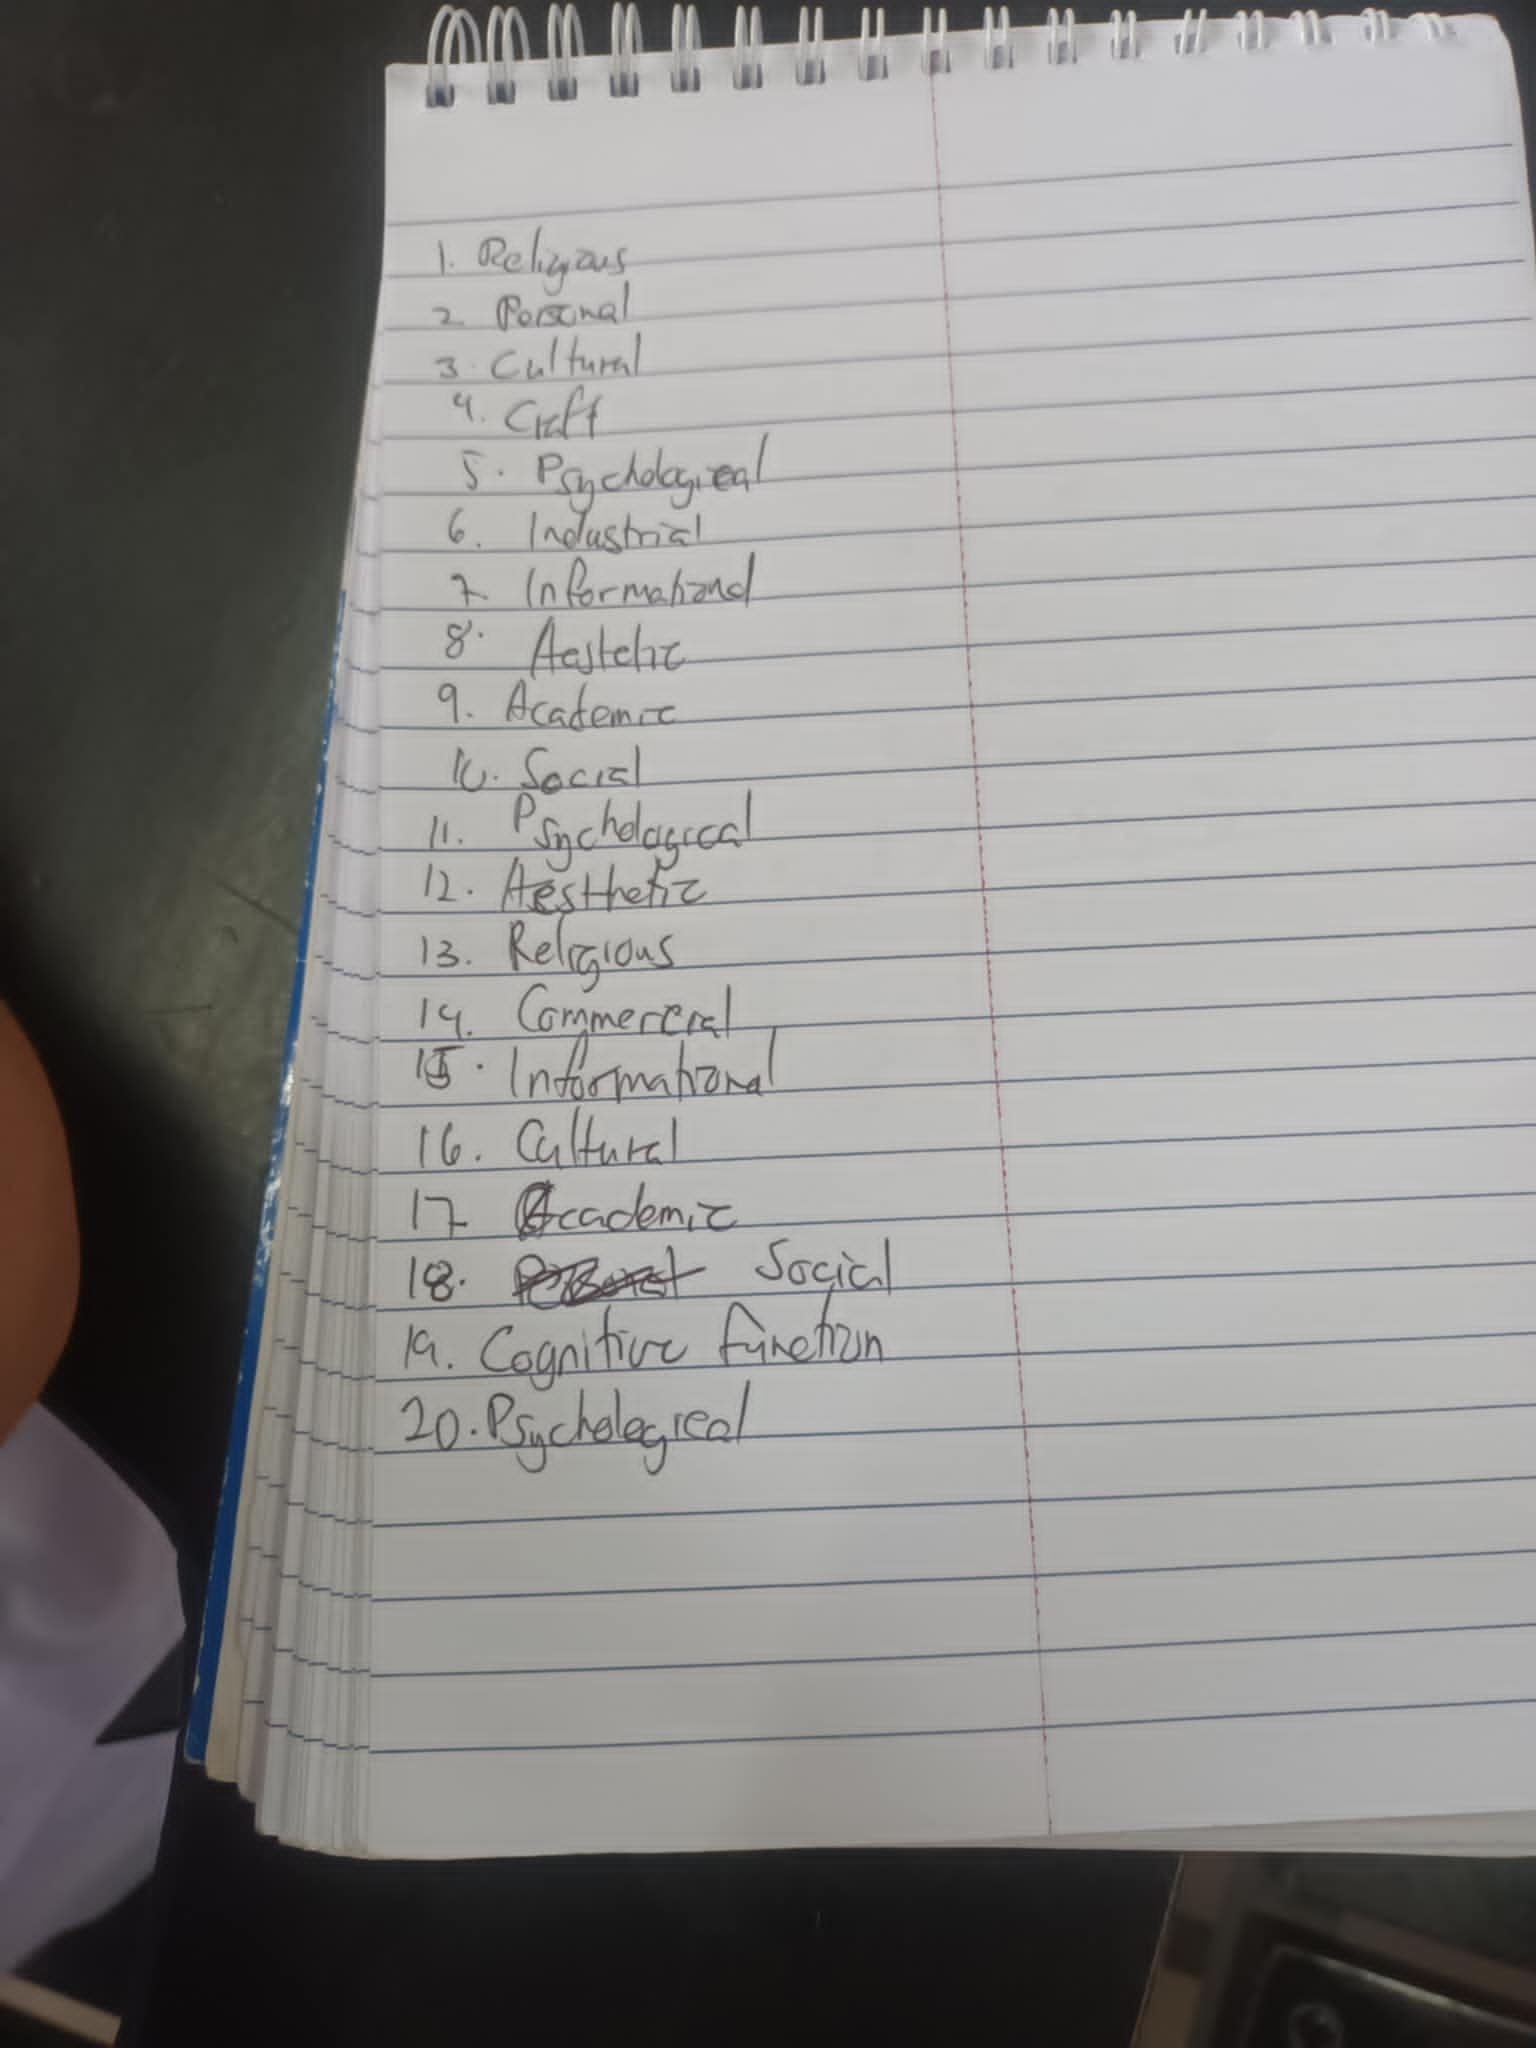 1. Religious
2. Personal
3. Cultural
4. Craft
5. Psychological
6. Industrial
7. Informational
8. Aestetic
9. Academic
10. Social
11. Psychological
12. Aesthetic
13. Religious
14. Commercial
15. Informational
16. Cultural
17. Academic
18. Social
19. Cognitive function
20. Psychological